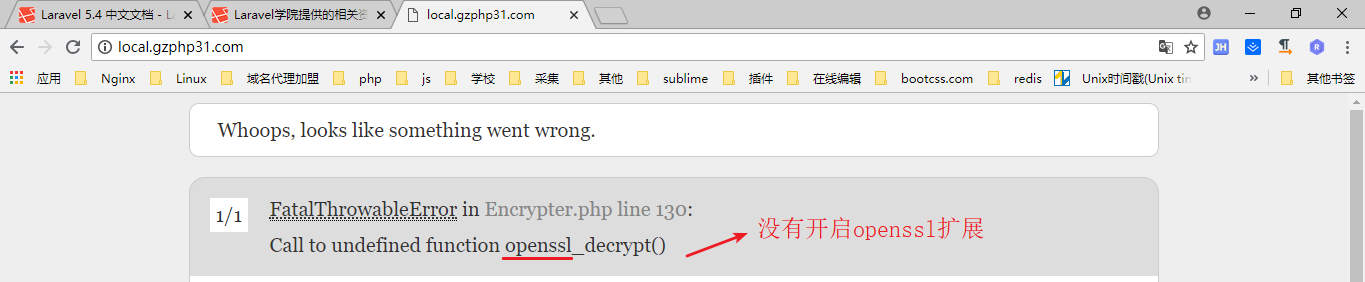 Laravel 5.4 中文文档 - La
Laravel学院提供的相关资
local.gzphp31.com
local.gzphp31.com
JH
R
应用 Nginx Linux 域名代理加盟 php js 学校 采集 其他 sublime 插件 在线编辑 bootcss.com redis Unix时间戳(Unix tin » 其他书签
Whoops, looks like something went wrong.
1/1
FatalThrowableError in Encrypter.php line 130:
Call to undefined function openssl_decrypt()
没有开启openssl扩展